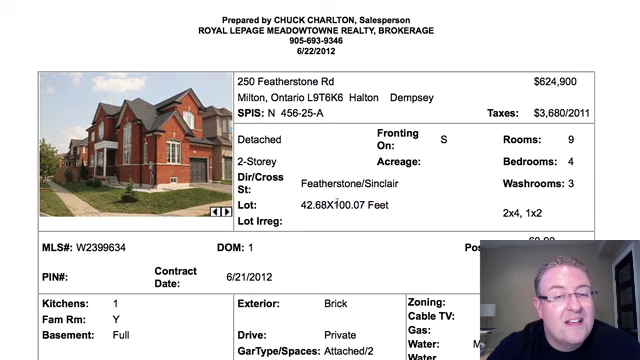 Prepared by CHUCK CHARLTON, Salesperson
ROYAL LEPAGE MEADOWTOWNE REALTY, BROKERAGE
905-693-9346
6/22/2012
250 Featherstone Rd $624,900
Milton, Ontario L9T6K6 Halton Dempsey
SPIS: N 456-25-A Taxes: $3,680/2011
Detached Fronting On: S Rooms: 9
2-Storey Acreage: Bedrooms: 4
Dir/Cross St: Featherstone/Sinclair Washrooms: 3
Lot: 42.68X100.07 Feet 2x4, 1x2
Lot Irreg:
MLS#: W2399634 DOM: 1
PIN#: Contract Date: 6/21/2012
Kitchens: 1 Exterior: Brick Zoning:
Fam Rm: Y Cable TV:
Basement: Full Drive: Private Gas:
GarType/Spaces: Attached/2 Water:
Water